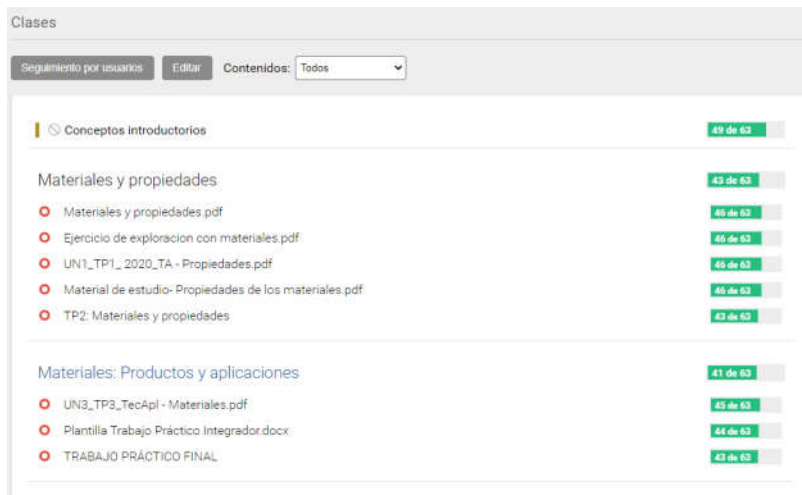 Clases
Seguimiento por usuarios Editar Contenidos: Todos
Conceptos introductorios 49 de 63
Materiales y propiedades 43 de 63
Materiales y propiedades.pdf 46 de 63
Ejercicio de exploracion con materiales.pdf 46 de 63
UN1_TP1_ 2020_TA - Propiedades.pdf 46 de 63
Material de estudio- Propiedades de los materiales.pdf 46 de 63
TP2: Materiales y propiedades 43 de 63
Materiales: Productos y aplicaciones 41 de 63
UN3_TP3_TecApl - Materiales.pdf 45 de 63
Plantilla Trabajo Práctico Integrador.docx 44 de 63
TRABAJO PRÁCTICO FINAL 43 de 63